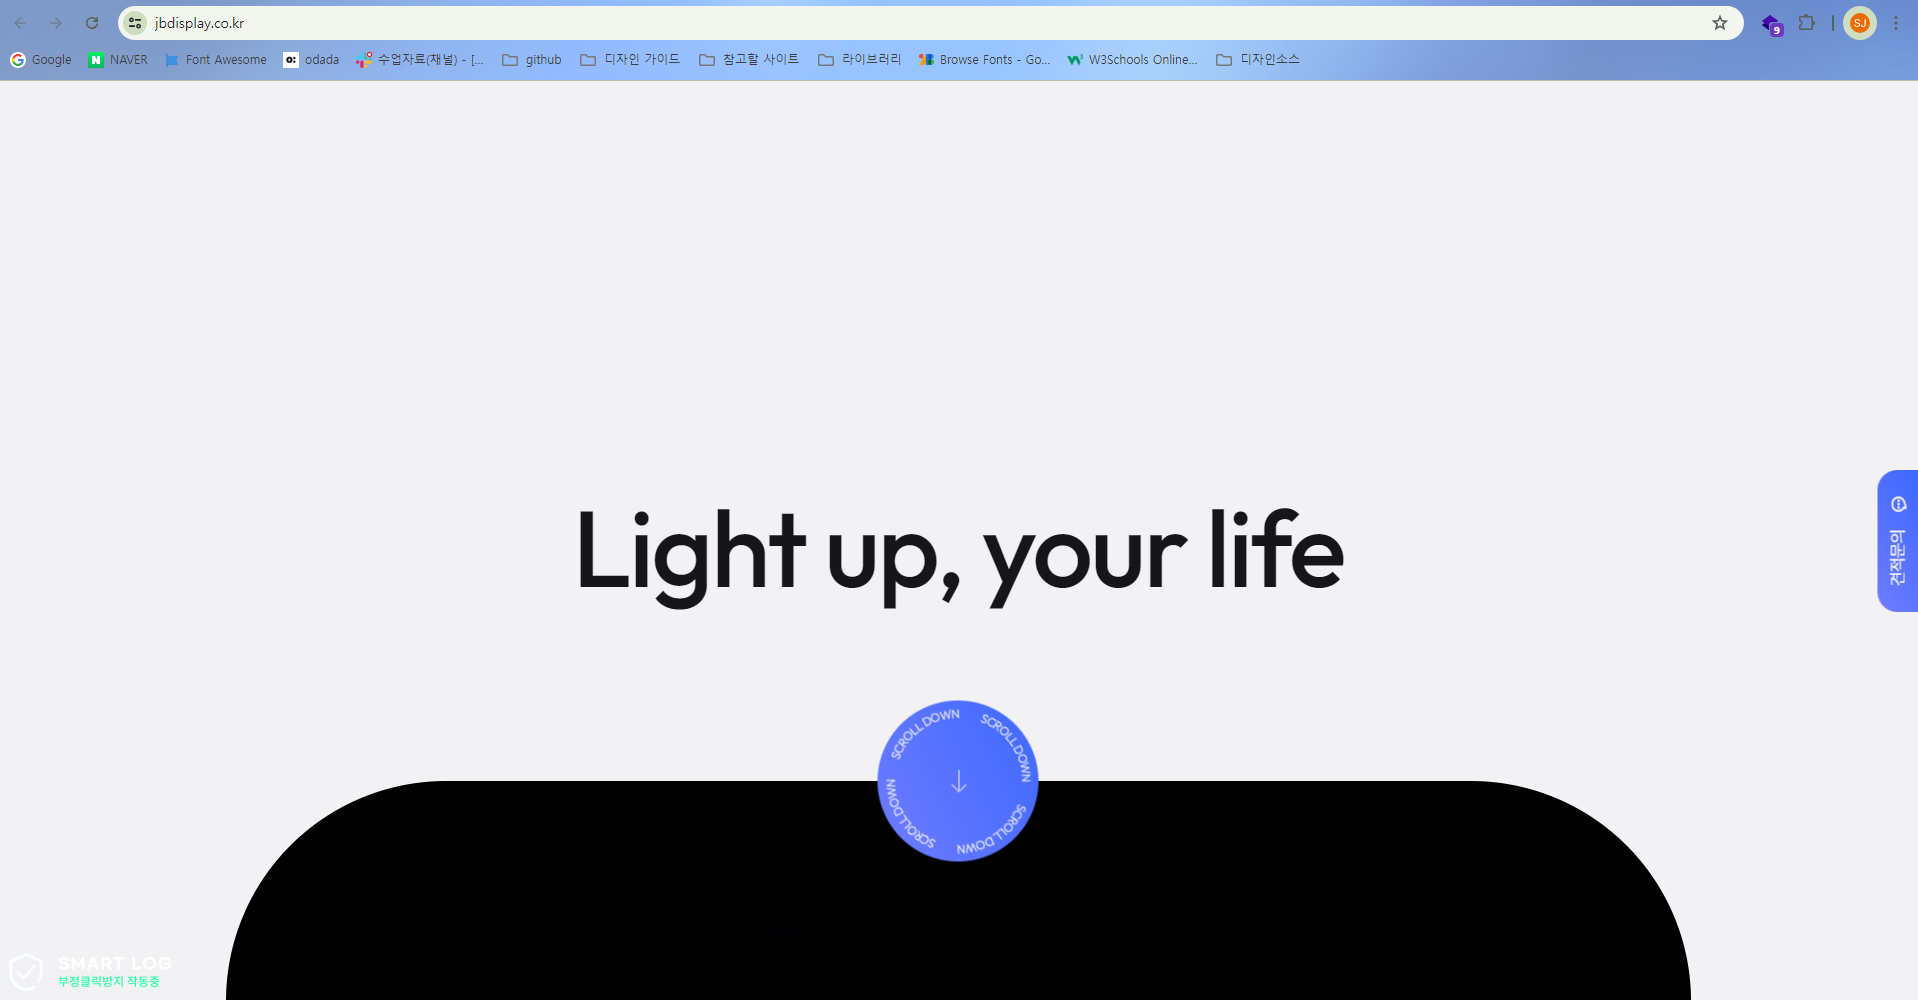 jbdisplay.co.kr
9
SJ
Google
N NAVER
Font Awesome
o: odada
수업자료(채널) - [...
github
디자인 가이드
참고할 사이트
라이브러리
Browse Fonts - Go...
W3Schools Online...
디자인소스
Light up, your life
견적문의
SCROLL DOWN
SCROLL DOWN
SCROLL DOWN
SCROLL DOWN
SMART LOG
부정클릭방지 작동중